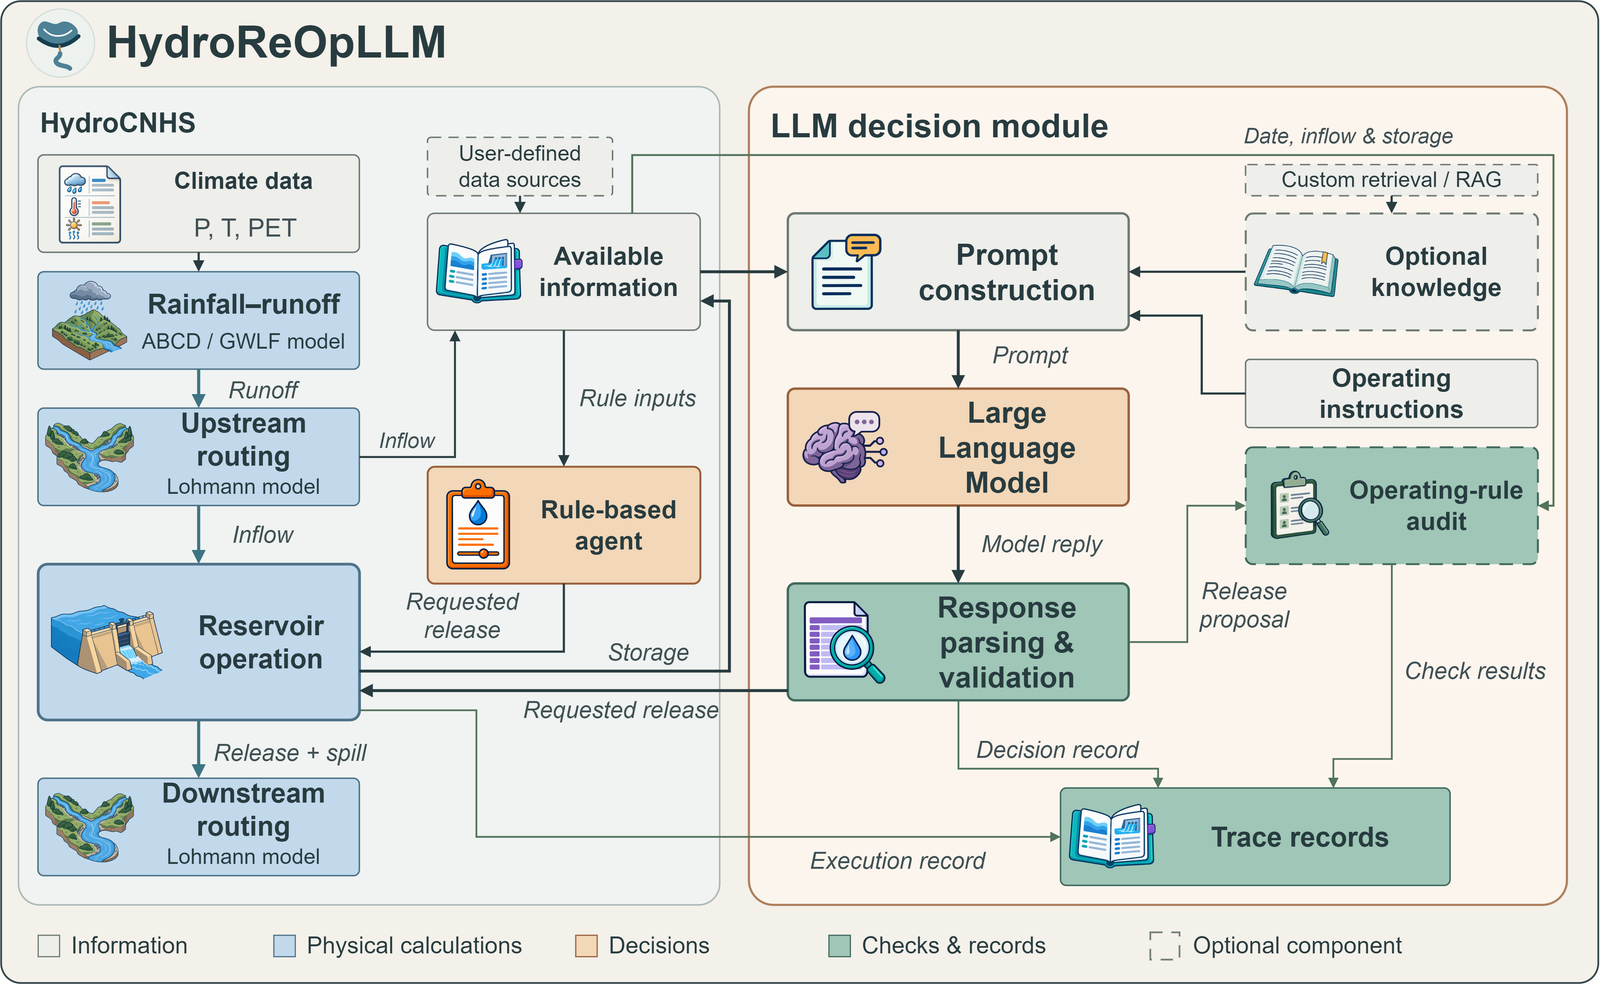 HydroReOpLLM
HydroCNHS
Climate data
P, T, PET
Rainfall–runoff
ABCD / GWLF model
Runoff
Upstream
routing
Lohmann model
Inflow
Inflow
Reservoir
operation
Release + spill
Downstream
routing
Lohmann model
User-defined
data sources
Available
information
Rule inputs
Rule-based
agent
Requested
release
Storage
Requested release
Execution record
LLM decision module
Date, inflow & storage
Custom retrieval / RAG
Prompt
construction
Optional
knowledge
Prompt
Operating
instructions
Large
Language
Model
Operating-rule
audit
Model reply
Release
proposal
Response
parsing &
validation
Check results
Decision record
Trace records
Information
Physical calculations
Decisions
Checks & records
Optional component